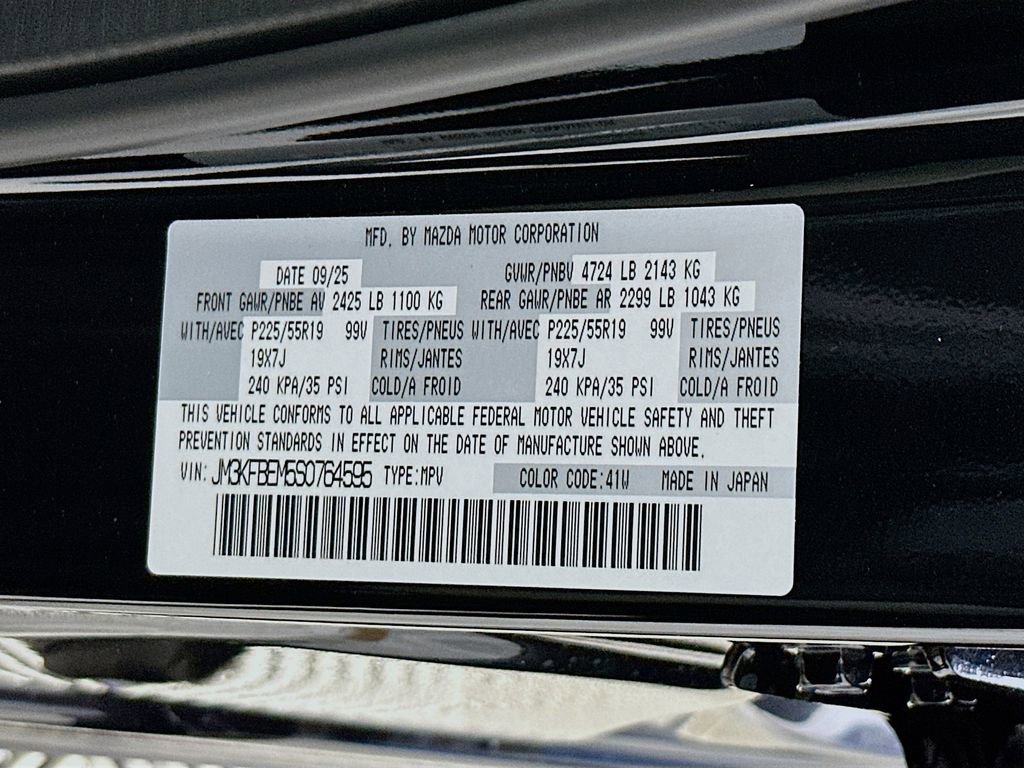 MFD. BY MAZDA MOTOR CORPORATION
DATE 09/25 GVWR/PNBV 4724 LB 2143 KG
FRONT GAWR/PNBE AV 2425 LB 1100 KG REAR GAWR/PNBE AR 2299 LB 1043 KG
WITH/AVEC P225/55R19 99V TIRES/PNEUS WITH/AVEC P225/55R19 99V TIRES/PNEUS
19X7J RIMS/JANTES 19X7J RIMS/JANTES
240 KPA/35 PSI COLD/A FROID 240 KPA/35 PSI COLD/A FROID
THIS VEHICLE CONFORMS TO ALL APPLICABLE FEDERAL MOTOR VEHICLE SAFETY AND THEFT
PREVENTION STANDARDS IN EFFECT ON THE DATE OF MANUFACTURE SHOWN ABOVE.
VIN: JM3KFBEM5S0764595 TYPE:MPV COLOR CODE:41W MADE IN JAPAN